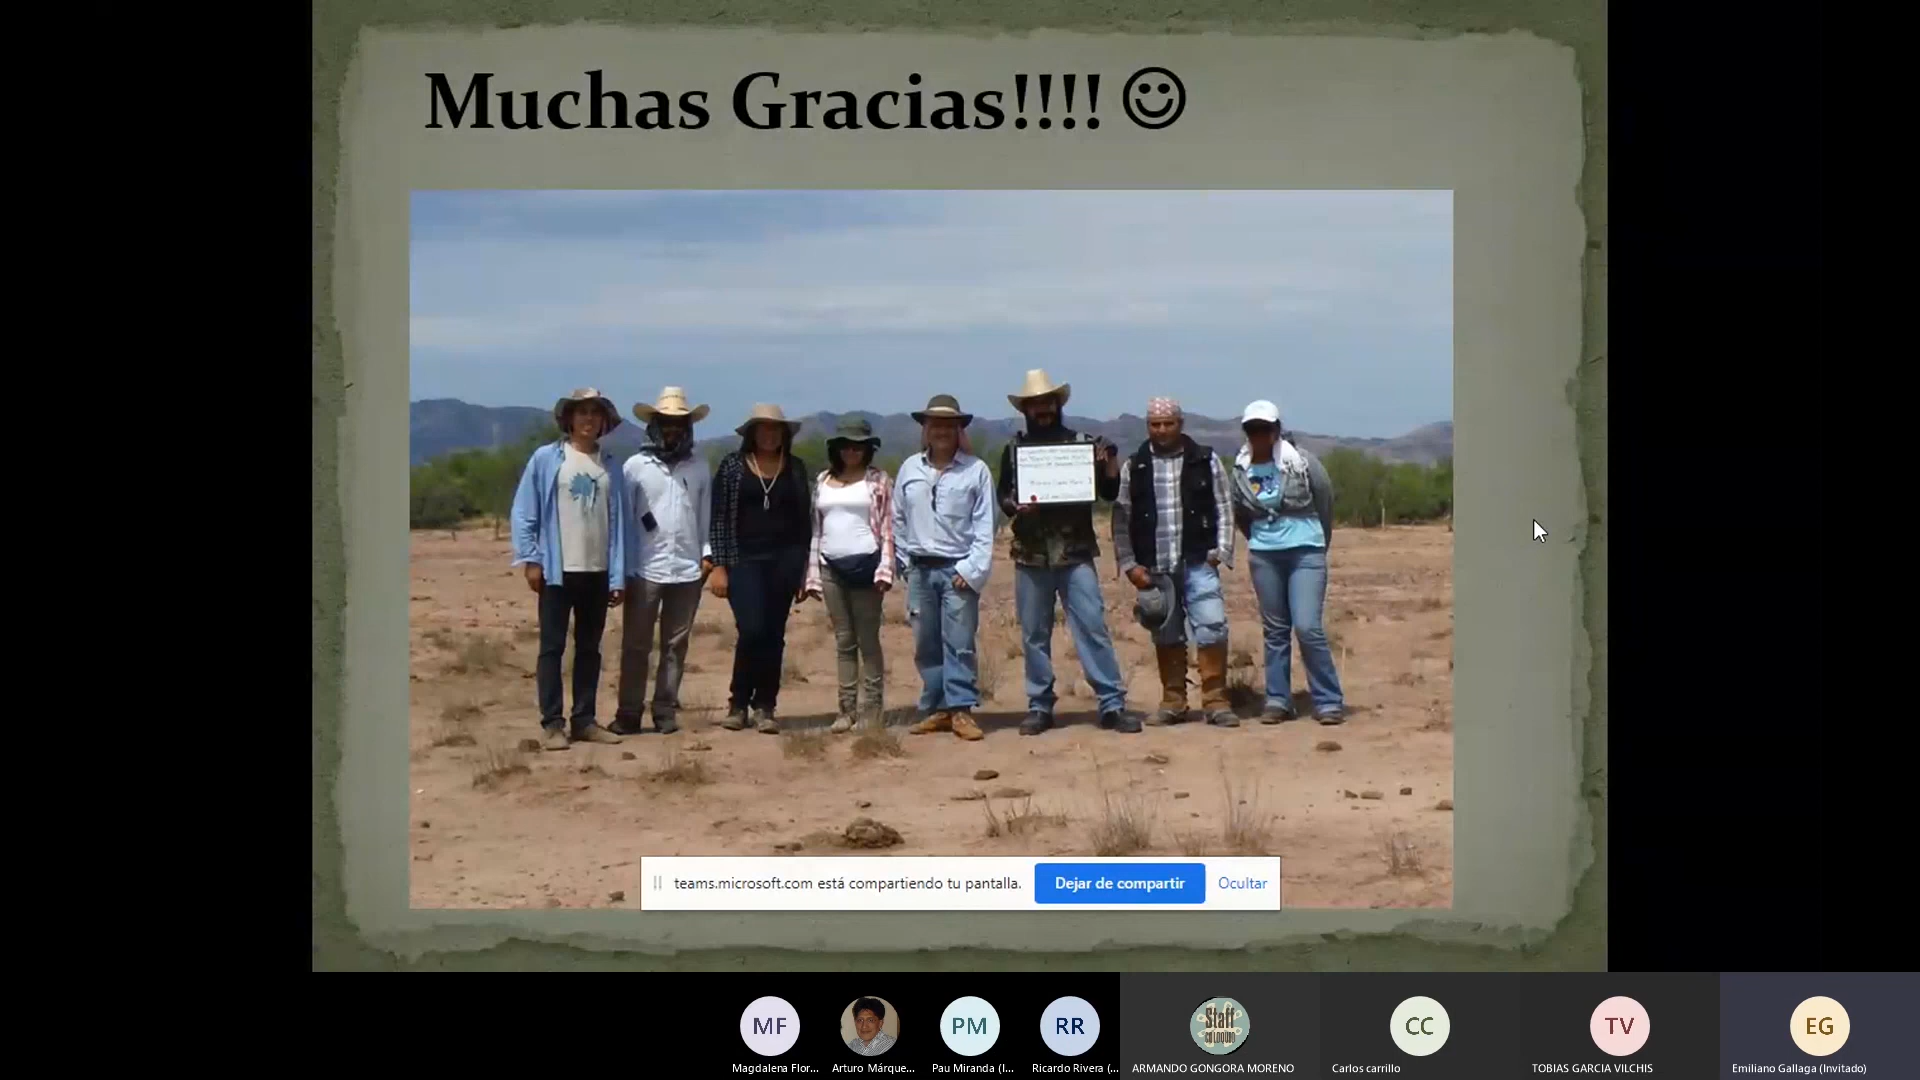 Muchas Gracias!!!! ☺
teams.microsoft.com está compartiendo tu pantalla.
Dejar de compartir
Ocultar
MF
PM
RR
Staff
coloquio
CC
TV
EG
Magdalena Flor...
Arturo Márque...
Pau Miranda (I...
Ricardo Rivera (...
ARMANDO GONGORA MORENO
Carlos carrillo
TOBIAS GARCIA VILCHIS
Emiliano Gallaga (Invitado)